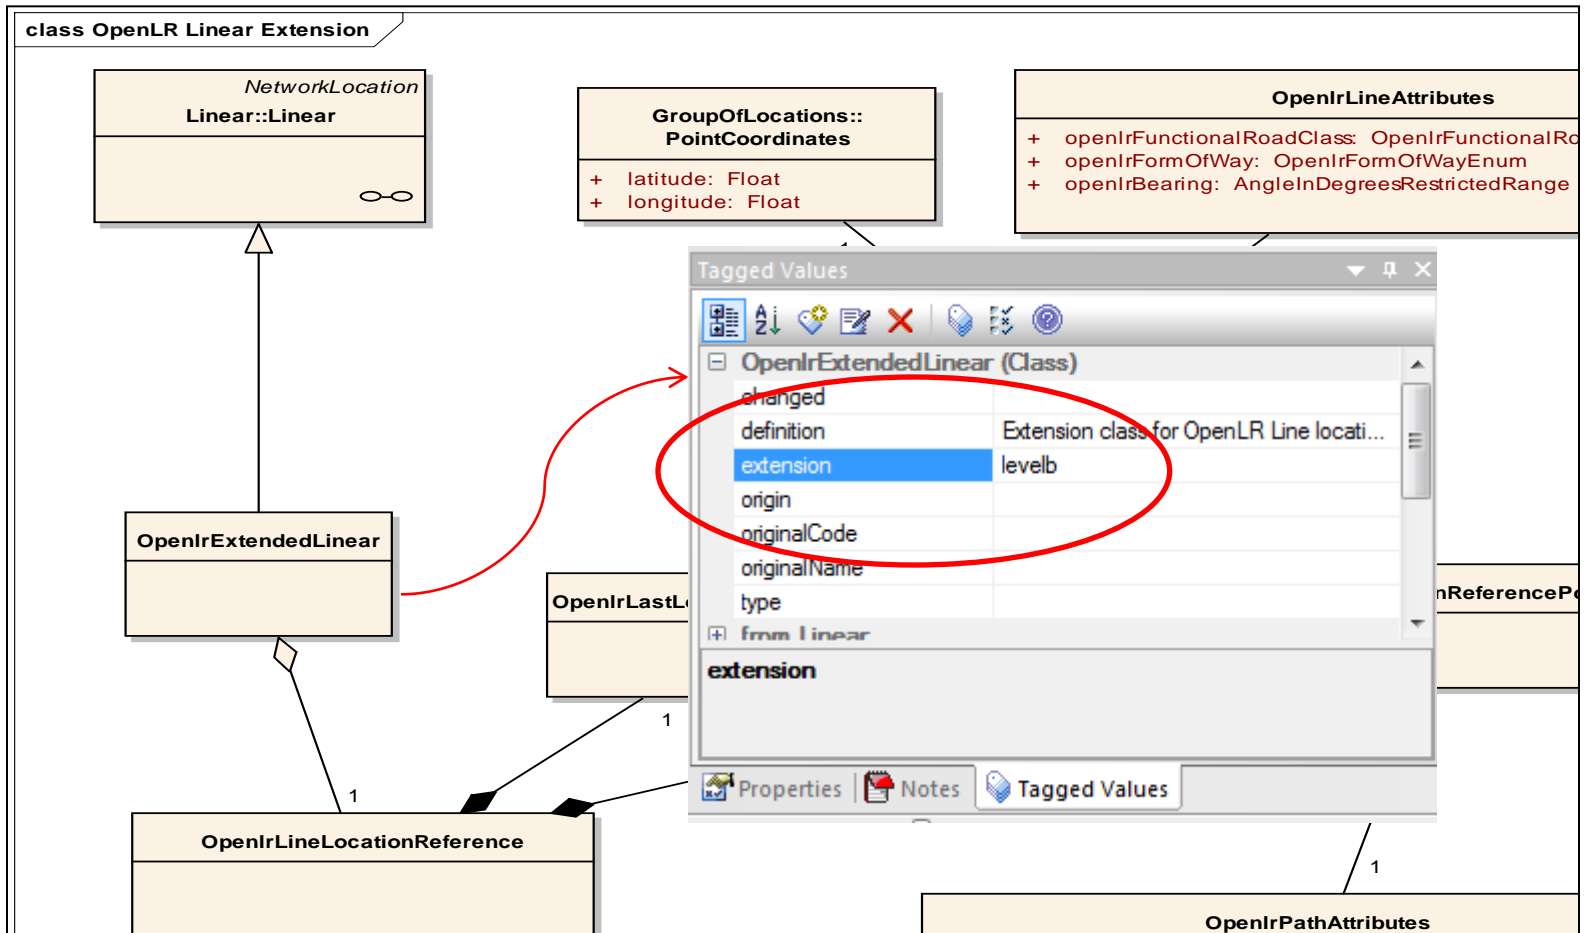 class OpenLR Linear Extension
NetworkLocation
Linear::Linear
GroupOfLocations::
PointCoordinates
+ latitude: Float
+ longitude: Float
OpenlrLineAttributes
+ openlrFunctionalRoadClass: OpenlrFunctionalRo
+ openlrFormOfWay: OpenlrFormOfWayEnum
+ openlrBearing: AngleInDegreesRestrictedRange
Tagged Values
OpenlrExtendedLinear (Class)
changed
definition Extension class for OpenLR Line locati...
extension levelb
origin
originalCode
originalName
type
from Linear
extension
Properties Notes Tagged Values
OpenlrExtendedLinear
OpenlrLastL
nReferencePo
1
1
OpenlrLineLocationReference
1
OpenlrPathAttributes